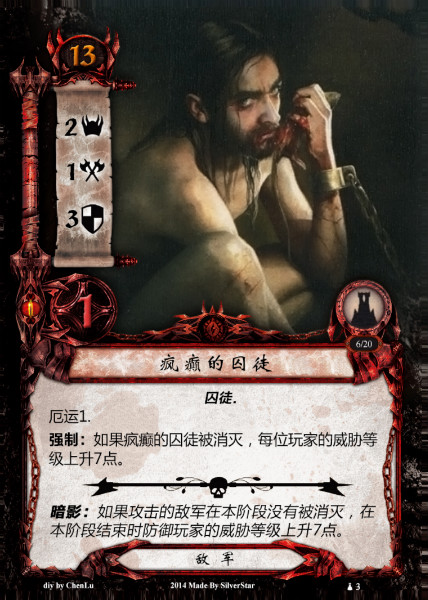 13
2
1
3
1
6/20
疯癫的囚徒
囚徒.
厄运1.
强制：如果疯癫的囚徒被消灭，每位玩家的威胁等
级上升7点。
暗影：如果攻击的敌军在本阶段没有被消灭，在
本阶段结束时防御玩家的威胁等级上升7点。
敌 军
diy by ChenLu
2014 Made By SilverStar
3